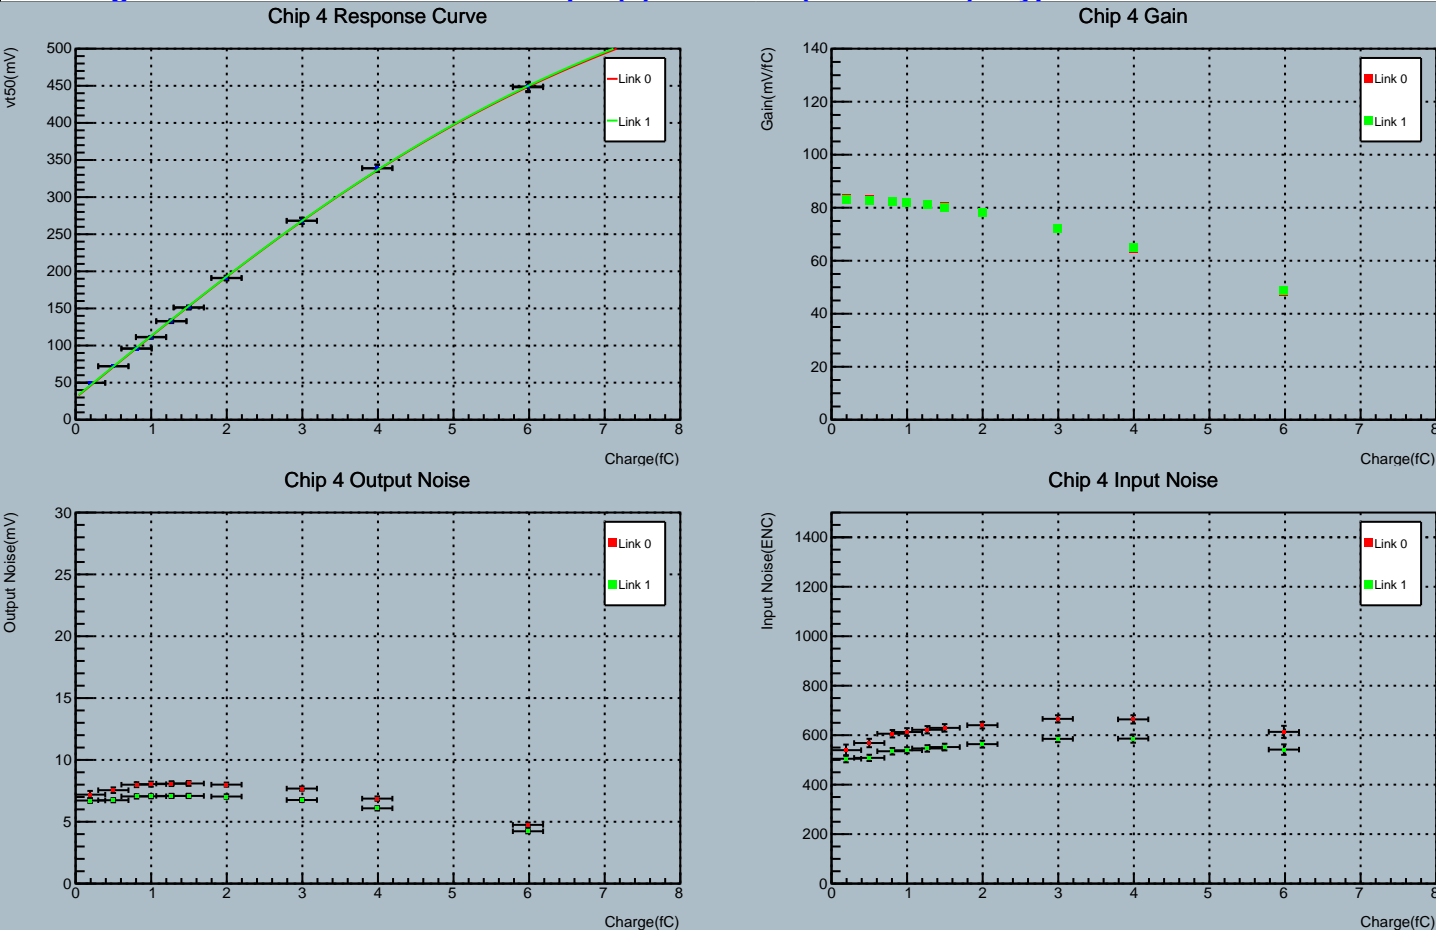 Chip 4 Response Curve
vt50(mV)
500
450
400
350
300
250
200
150
100
50
0
0 1 2 3 4 5 6 7 8
Charge(fC)
Link 0
Link 1
Chip 4 Gain
Gain(mV/fC)
140
120
100
80
60
40
20
0
0 1 2 3 4 5 6 7 8
Charge(fC)
Link 0
Link 1
Chip 4 Output Noise
Output Noise(mV)
30
25
20
15
10
5
0
0 1 2 3 4 5 6 7 8
Charge(fC)
Link 0
Link 1
Chip 4 Input Noise
Input Noise(ENC)
1400
1200
1000
800
600
400
200
0
0 1 2 3 4 5 6 7 8
Charge(fC)
Link 0
Link 1